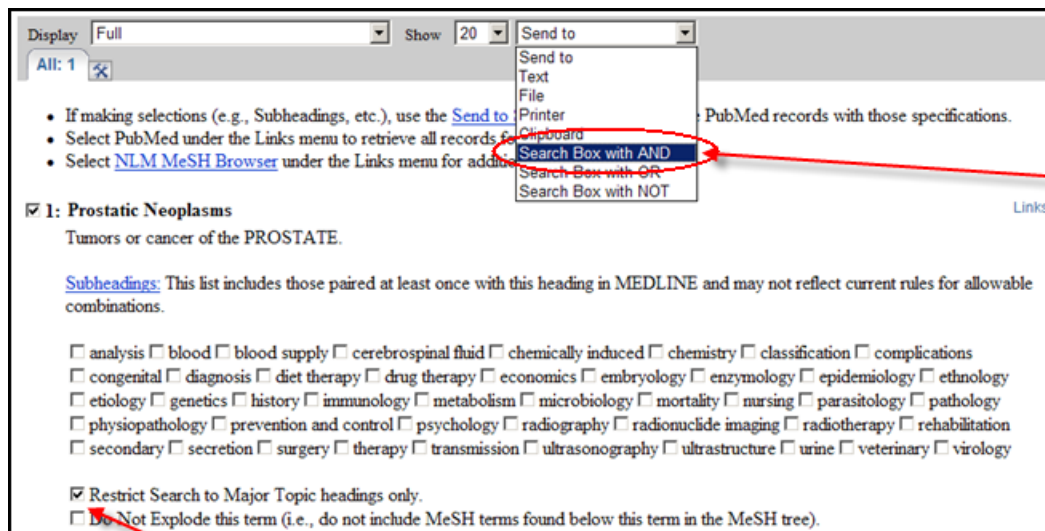 Display Full Show 20 Send to
All: 1
Send to
Text
File
Printer
Clipboard
Search Box with AND
Search Box with OR
Search Box with NOT
• If making selections (e.g., Subheadings, etc.), use the Send to PubMed records with those specifications.
• Select PubMed under the Links menu to retrieve all records
• Select NLM MeSH Browser under the Links menu for
1: Prostatic Neoplasms Links
Tumors or cancer of the PROSTATE.
Subheadings: This list includes those paired at least once with this heading in MEDLINE and may not reflect current rules for allowable
combinations.
analysis blood blood supply cerebrospinal fluid chemically induced chemistry classification complications
congenital diagnosis diet therapy drug therapy economics embryology enzymology epidemiology ethnology
etiology genetics history immunology metabolism microbiology mortality nursing parasitology pathology
physiopathology prevention and control psychology radiography radionuclide imaging radiotherapy rehabilitation
secondary secretion surgery therapy transmission ultrasonography ultrastructure urine veterinary virology
Restrict Search to Major Topic headings only.
Do Not Explode this term (i.e., do not include MeSH terms found below this term in the MeSH tree).